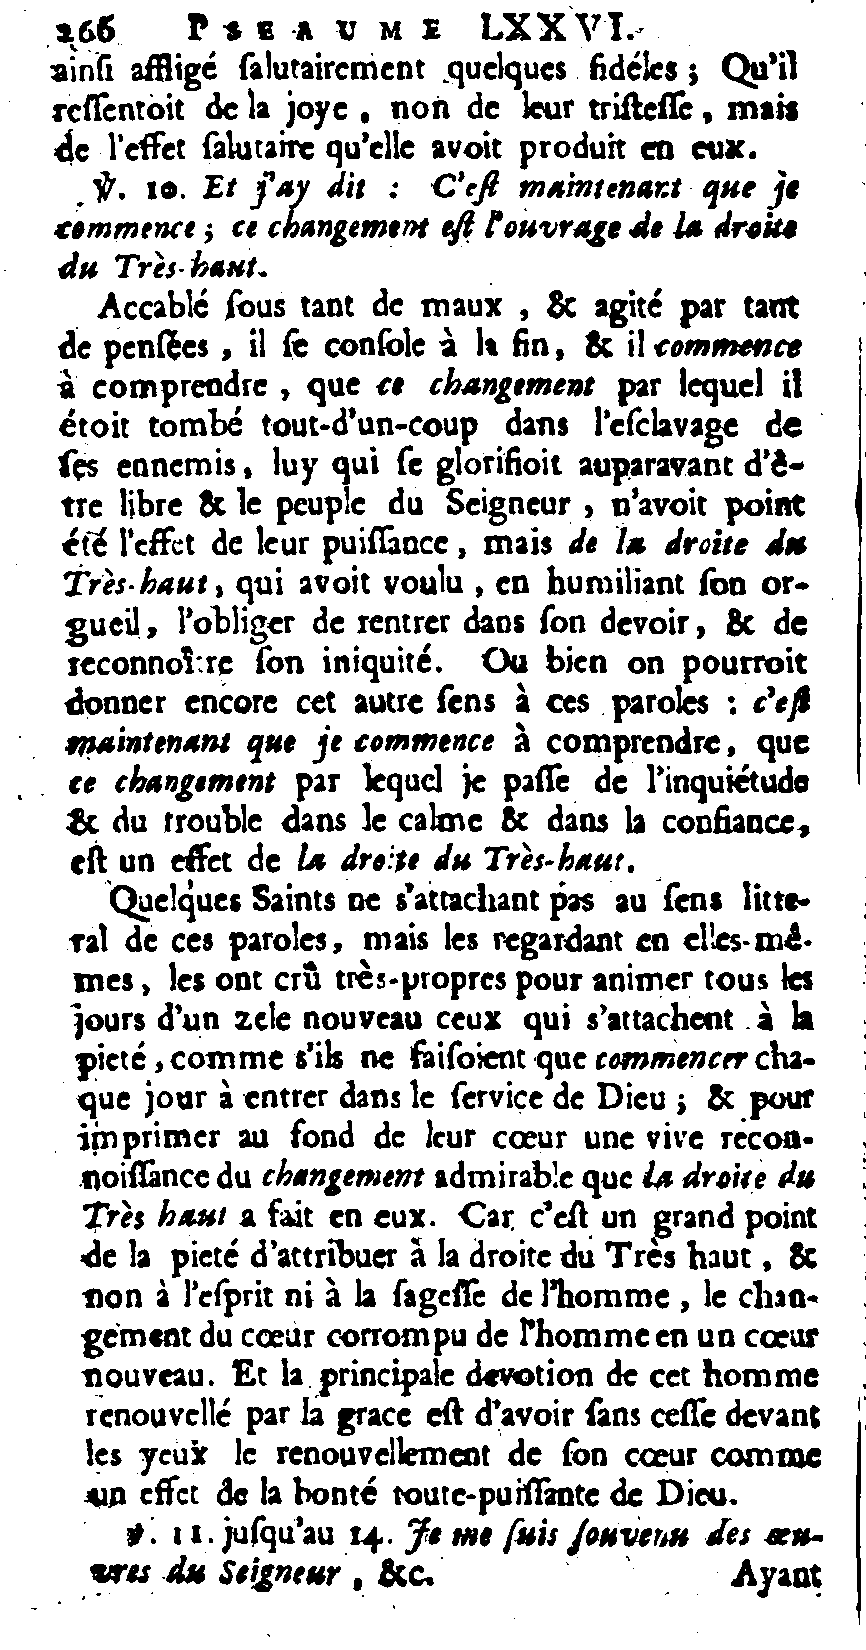 266 PSEAUME LXXVI.
ainſi affligé ſalutairement quelques fidéles ; Qu'il
reſſentoit de la joye , non de leur triſteſſe , mais
de l'effet ſalutaire qu'elle avoit produit en eux.
℣. 10. Et j'ay dit : C'eſt maintenant que je
commence ; ce changement eſt l'ouvrage de la droite
du Très-haut.
Accablé ſous tant de maux , & agité par tant
de penſées , il ſe conſole à la fin, & il commence
à comprendre , que ce changement par lequel il
étoit tombé tout-d'un-coup dans l'eſclavage de
ſes ennemis, luy qui ſe glorifioit auparavant d'ê-
tre libre & le peuple du Seigneur , n'avoit point
été l'effet de leur puiſſance , mais de la droite du
Très-haut, qui avoit voulu , en humiliant ſon or-
gueil, l'obliger de rentrer dans ſon devoir, & de
reconnoître ſon iniquité. Ou bien on pourroit
donner encore cet autre ſens à ces paroles : c'eſt
maintenant que je commence à comprendre, que
ce changement par lequel je paſſe de l'inquiétude
& du trouble dans le calme & dans la confiance,
eſt un effet de la droite du Très-haut.
Quelques Saints ne s'attachant pas au ſens litte-
ral de ces paroles, mais les regardant en elles-mê-
mes, les ont crû très-propres pour animer tous les
jours d'un zele nouveau ceux qui s'attachent à la
pieté , comme s'ils ne faiſoient que commencer cha-
que jour à entrer dans le ſervice de Dieu ; & pour
imprimer au fond de leur cœur une vive recon-
noiſſance du changement admirable que la droite du
Très haut a fait en eux. Car c'eſt un grand point
de la pieté d'attribuer à la droite du Très haut , &
non à l'eſprit ni à la ſageſſe de l'homme , le chan-
gement du cœur corrompu de l'homme en un cœur
nouveau. Et la principale devotion de cet homme
renouvellé par la grace eſt d'avoir ſans ceſſe devant
les yeux le renouvellement de ſon cœur comme
un effet de la bonté toute-puiſſante de Dieu.
℣. 11. juſqu'au 14. Je me ſuis ſouvenu des œu-
vres du Seigneur , &c. Ayant